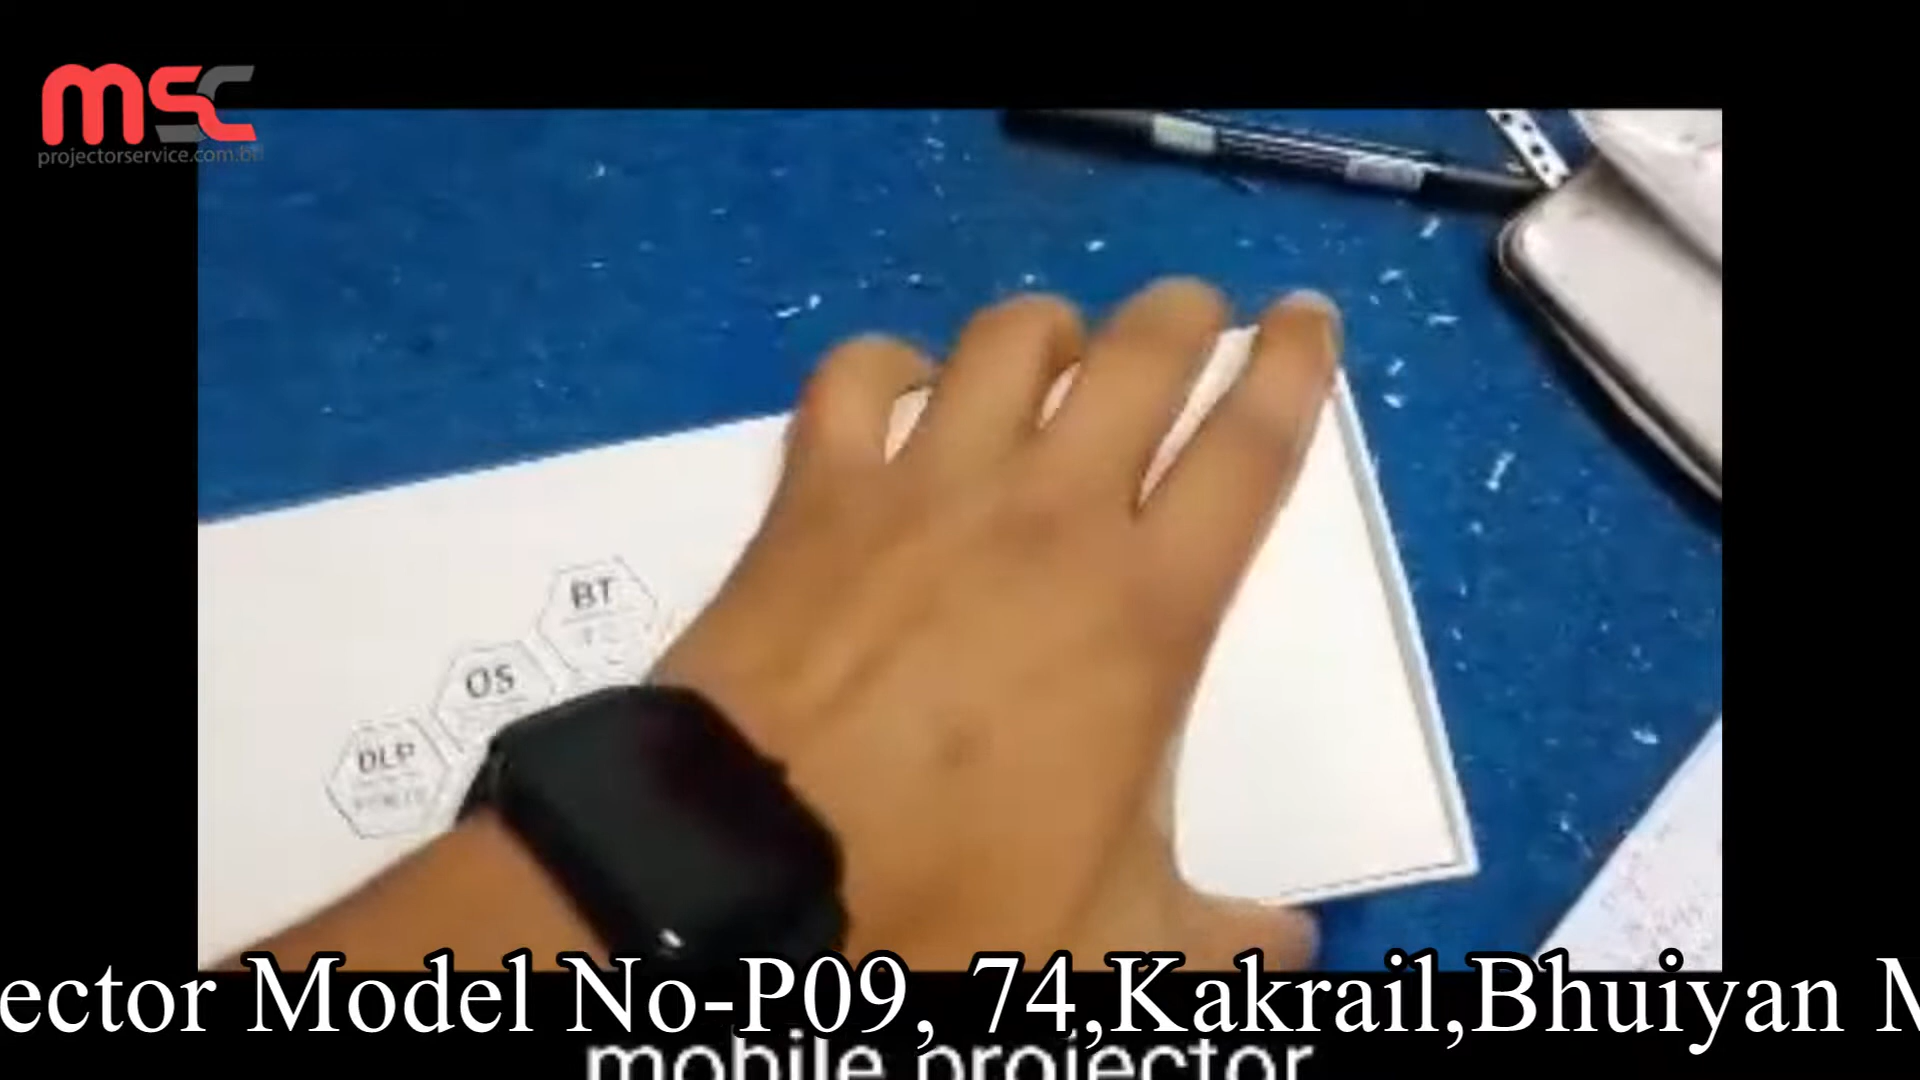 msc
projectorservice.com.bd
BT
OS
DLP
ector Model No-P09, 74,Kakrail,Bhuiyan M
mobile projector